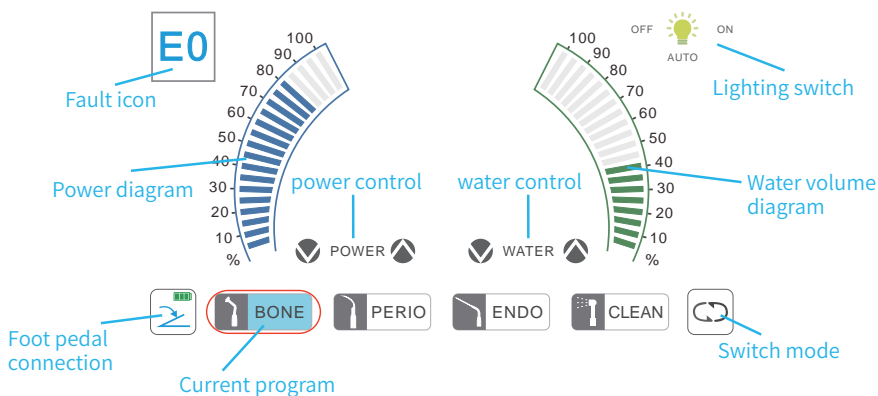 E0
Fault icon
100
90
80
70
60
50
40
30
20
10
%
Power diagram
power control
POWER
100
90
80
70
60
50
40
30
20
10
%
water control
WATER
OFF
ON
AUTO
Lighting switch
Water volume
diagram
BONE
PERIO
ENDO
CLEAN
Foot pedal
connection
Current program
Switch mode